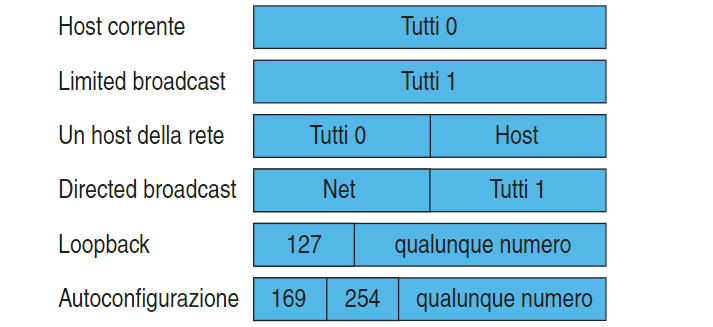 Host corrente Tutti 0
Limited broadcast Tutti 1
Un host della rete Tutti 0 Host
Directed broadcast Net Tutti 1
Loopback 127 qualunque numero
Autoconfigurazione 169 254 qualunque numero